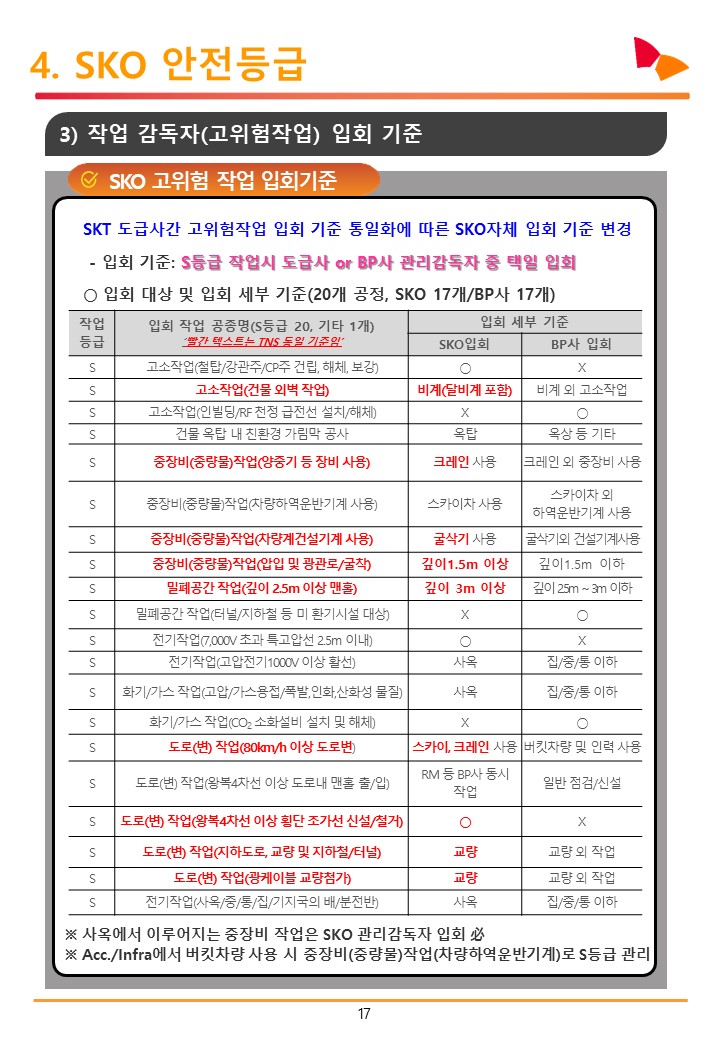 4. SKO 안전등급
3) 작업 감독자(고위험작업) 입회 기준
SKO 고위험 작업 입회기준
SKT 도급사간 고위험작업 입회 기준 통일화에 따른 SKO자체 입회 기준 변경
- 입회 기준: S등급 작업시 도급사 or BP사 관리감독자 중 택일 입회
○ 입회 대상 및 입회 세부 기준(20개 공정, SKO 17개/BP사 17개)
작업 등급 입회 작업 공종명(S등급 20, 기타 1개) 입회 세부 기준
'빨간 텍스트는 TNS 동일 기준임' SKO입회 BP사 입회
S 고소작업(철탑/강관주/CP주 건립, 해체, 보강) ○ X
S 고소작업(건물 외벽 작업) 비계(달비계 포함) 비계 외 고소작업
S 고소작업(인빌딩/RF 천정 급전선 설치/해체) X ○
S 건물 옥탑 내 친환경 가림막 공사 옥탑 옥상 등 기타
S 중장비(중량물)작업(양중기 등 장비 사용) 크레인 사용 크레인 외 중장비 사용
S 중장비(중량물)작업(차량하역운반기계 사용) 스카이차 사용 스카이차 외 하역운반기계 사용
S 중장비(중량물)작업(차량계건설기계 사용) 굴삭기 사용 굴삭기외 건설기계사용
S 중장비(중량물)작업(압입 및 광관로/굴착) 깊이1.5m 이상 깊이1.5m 이하
S 밀폐공간 작업(깊이 2.5m 이상 맨홀) 깊이 3m 이상 깊이 2.5m ~ 3m 이하
S 밀폐공간 작업(터널/지하철 등 미 환기시설 대상) X ○
S 전기작업(7,000V 초과 특고압선 2.5m 이내) ○ X
S 전기작업(고압전기1000V 이상 활선) 사옥 집/중/통 이하
S 화기/가스 작업(고압/가스용접/폭발,인화,산화성 물질) 사옥 집/중/통 이하
S 화기/가스 작업(CO₂ 소화설비 설치 및 해체) X ○
S 도로(변) 작업(80km/h 이상 도로변) 스카이, 크레인 사용 버킷차량 및 인력 사용
S 도로(변) 작업(왕복4차선 이상 도로내 맨홀 출/입) RM 등 BP사 동시 작업 일반 점검/신설
S 도로(변) 작업(왕복4차선 이상 횡단 조가선 신설/철거) ○ X
S 도로(변) 작업(지하도로, 교량 및 지하철/터널) 교량 교량 외 작업
S 도로(변) 작업(광케이블 교량첨가) 교량 교량 외 작업
S 전기작업(사옥/중/통/집/기지국의 배/분전반) 사옥 집/중/통 이하
※ 사옥에서 이루어지는 중장비 작업은 SKO 관리감독자 입회 必
※ Acc./Infra에서 버킷차량 사용 시 중장비(중량물)작업(차량하역운반기계)로 S등급 관리
17